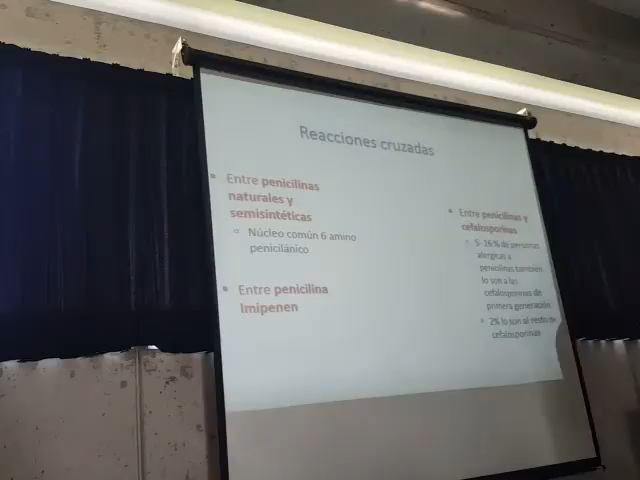 Reacciones cruzadas
• Entre penicilinas
naturales y
semisintéticas
▫ Núcleo común 6 amino
penicilánico
• Entre penicilina
Imipenen
• Entre penicilinas y
cefalosporinas
▫ 5- 16 % de personas
alergicas a
penicilinas también
lo son a las
cefalosporinas de
primera generación
▫ 2% lo son al resto de
cefalosporinas